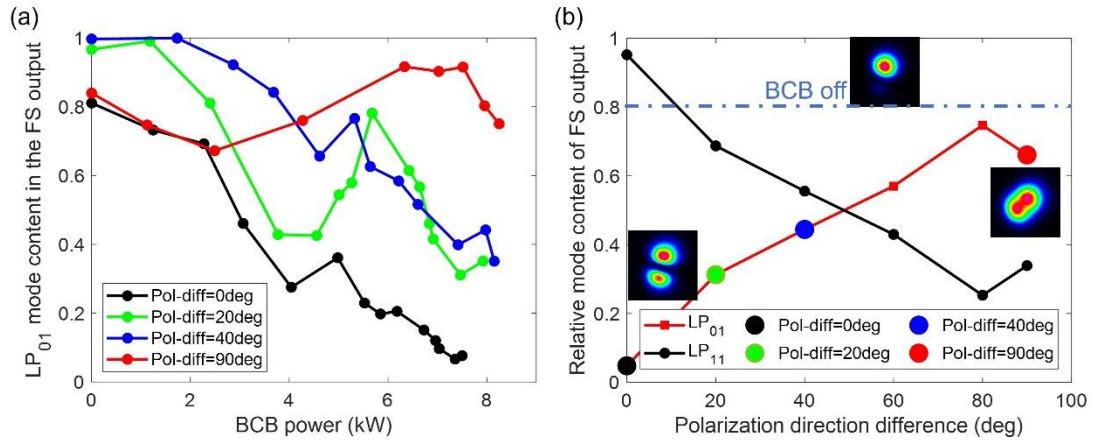 (a)
LP01 mode content in the FS output
1
0.8
0.6
0.4
0.2
0
Pol-diff=0deg
Pol-diff=20deg
Pol-diff=40deg
Pol-diff=90deg
0 2 4 6 8
BCB power (kW)
(b)
Relative mode content of FS output
1
0.8
0.6
0.4
0.2
0
BCB off
LP01 Pol-diff=0deg Pol-diff=40deg
LP11 Pol-diff=20deg Pol-diff=90deg
0 20 40 60 80 100
Polarization direction difference (deg)